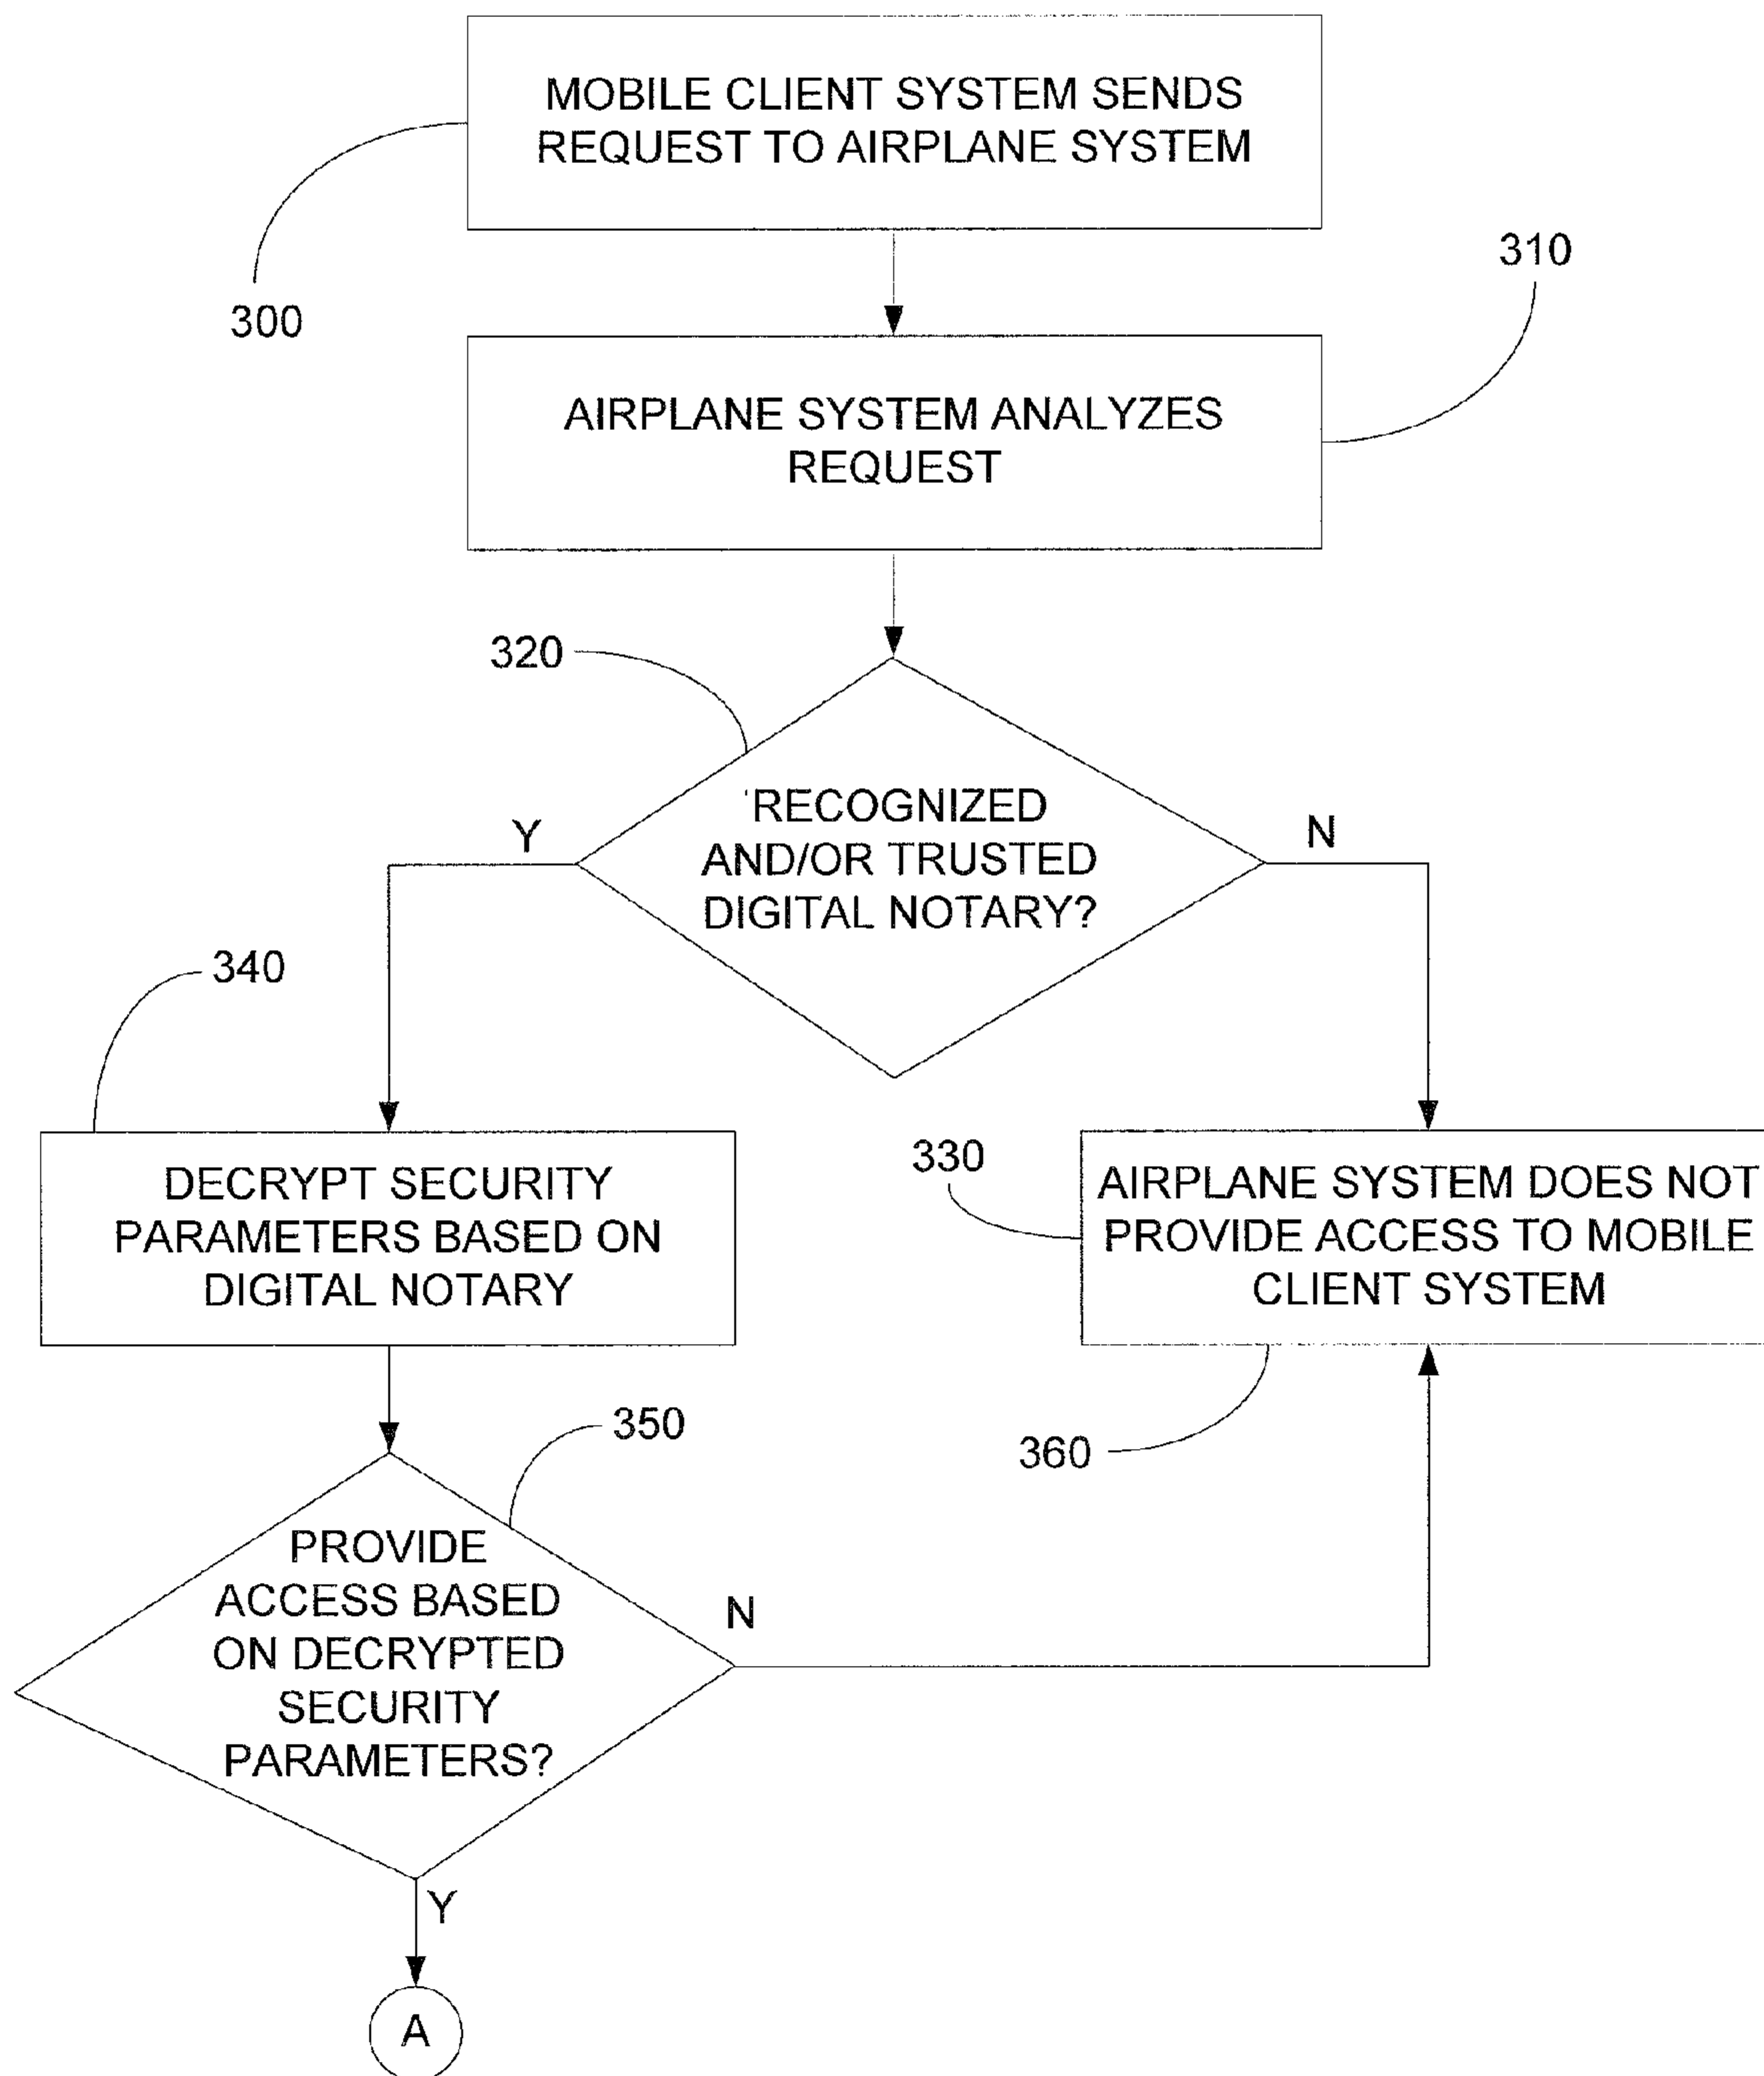 MOBILE CLIENT SYSTEM SENDS
REQUEST TO AIRPLANE SYSTEM
300
310
AIRPLANE SYSTEM ANALYZES
REQUEST
320
RECOGNIZED
AND/OR TRUSTED
DIGITAL NOTARY?
Y
N
340
DECRYPT SECURITY
PARAMETERS BASED ON
DIGITAL NOTARY
330
AIRPLANE SYSTEM DOES NOT
PROVIDE ACCESS TO MOBILE
CLIENT SYSTEM
350
360
PROVIDE
ACCESS BASED
ON DECRYPTED
SECURITY
PARAMETERS?
N
Y
A